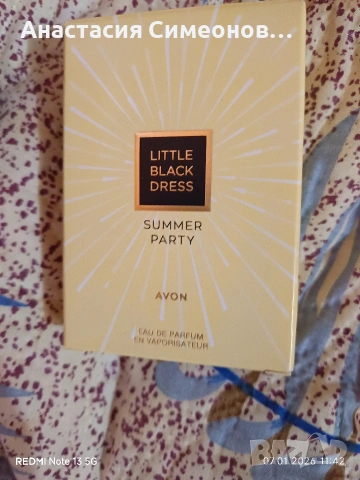 Анастасия Симеонов...
LITTLE
BLACK
DRESS
SUMMER
PARTY
AVON
EAU DE PARFUM
EN VAPORISATEUR
REDMI Note 13 5G
07.01.2026 11:42